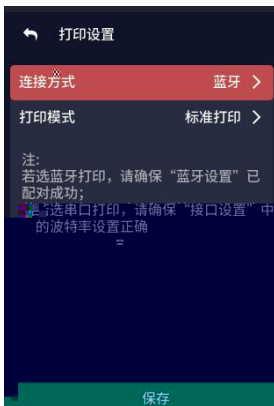 打印设置
连接方式 蓝牙
打印模式 标准打印
注:
若选蓝牙打印，请确保“蓝牙设置”已
配对成功;
选串口打印，请确保“接口设置”中
的波特率设置正确
保存